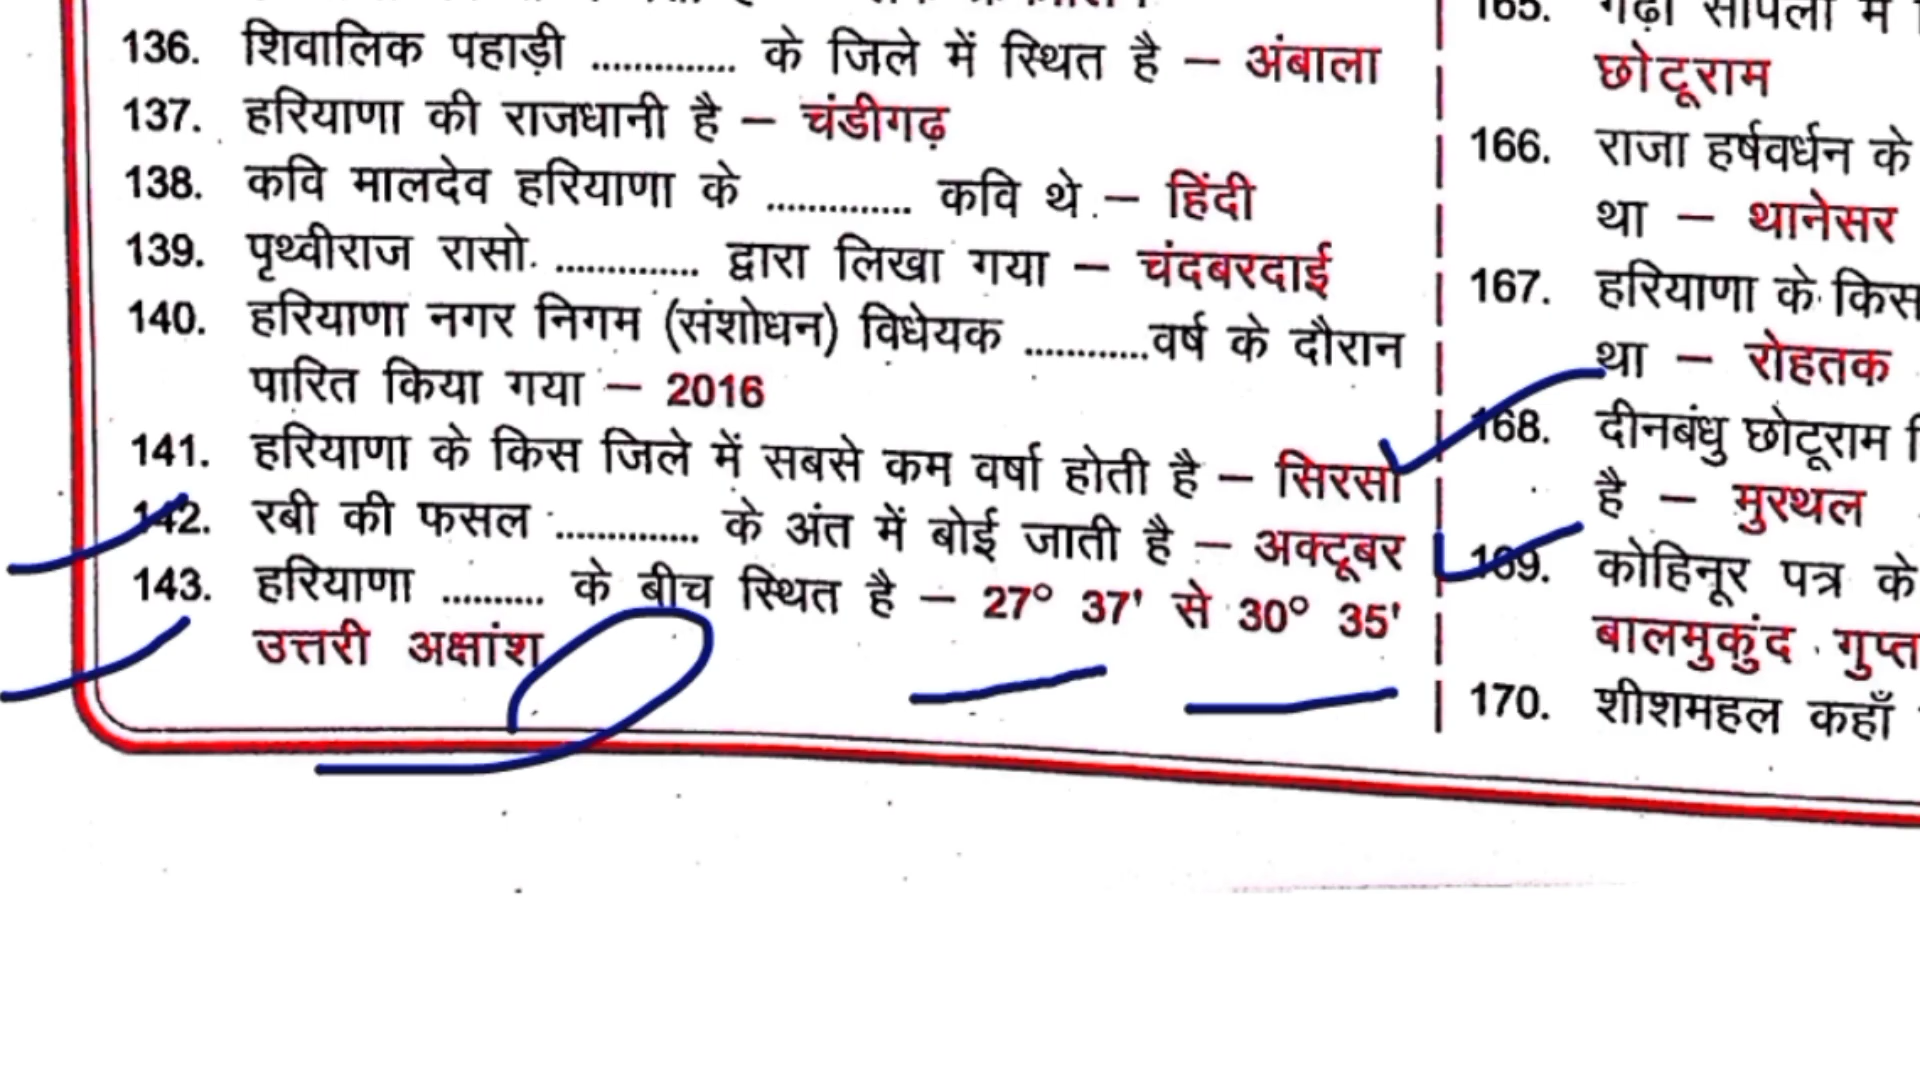 136. शिवालिक पहाड़ी .............. के जिले में स्थित है – अंबाला
137. हरियाणा की राजधानी है – चंडीगढ़
138. कवि मालदेव हरियाणा के .............. कवि थे – हिंदी
139. पृथ्वीराज रासो .............. द्वारा लिखा गया – चंदबरदाई
140. हरियाणा नगर निगम (संशोधन) विधेयक ............वर्ष के दौरान
पारित किया गया – 2016
141. हरियाणा के किस जिले में सबसे कम वर्षा होती है – सिरसा
142. रबी की फसल .............. के अंत में बोई जाती है – अक्टूबर
143. हरियाणा .......... के बीच स्थित है – 27° 37' से 30° 35'
उत्तरी अक्षांश
165. गढ़ी सांपला में
छोटूराम
166. राजा हर्षवर्धन के
था – थानेसर
167. हरियाणा के किस
था – रोहतक
168. दीनबंधु छोटूराम
है – मुरथल
169. कोहिनूर पत्र के
बालमुकुंद गुप्त
170. शीशमहल कहाँ